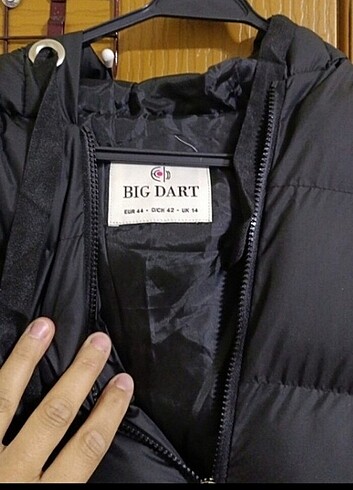 BIG DART
EUR 44 - D/CH 42 - UK 14